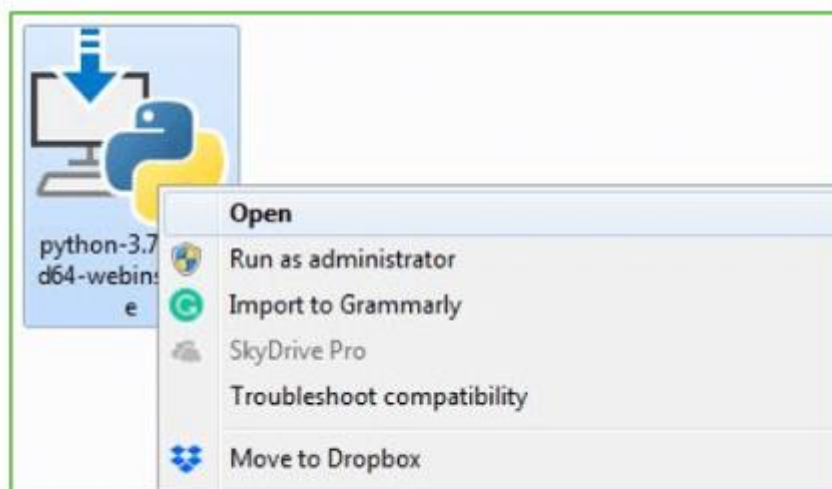 python-3.7
d64-webins
e
Open
Run as administrator
Import to Grammarly
SkyDrive Pro
Troubleshoot compatibility
Move to Dropbox